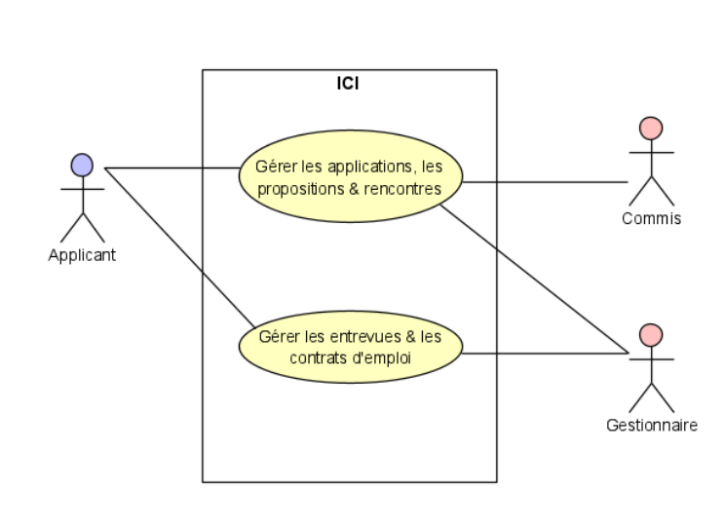 ICI
Gérer les applications, les
propositions & rencontres
Commis
Applicant
Gérer les entrevues & les
contrats d'emploi
Gestionnaire